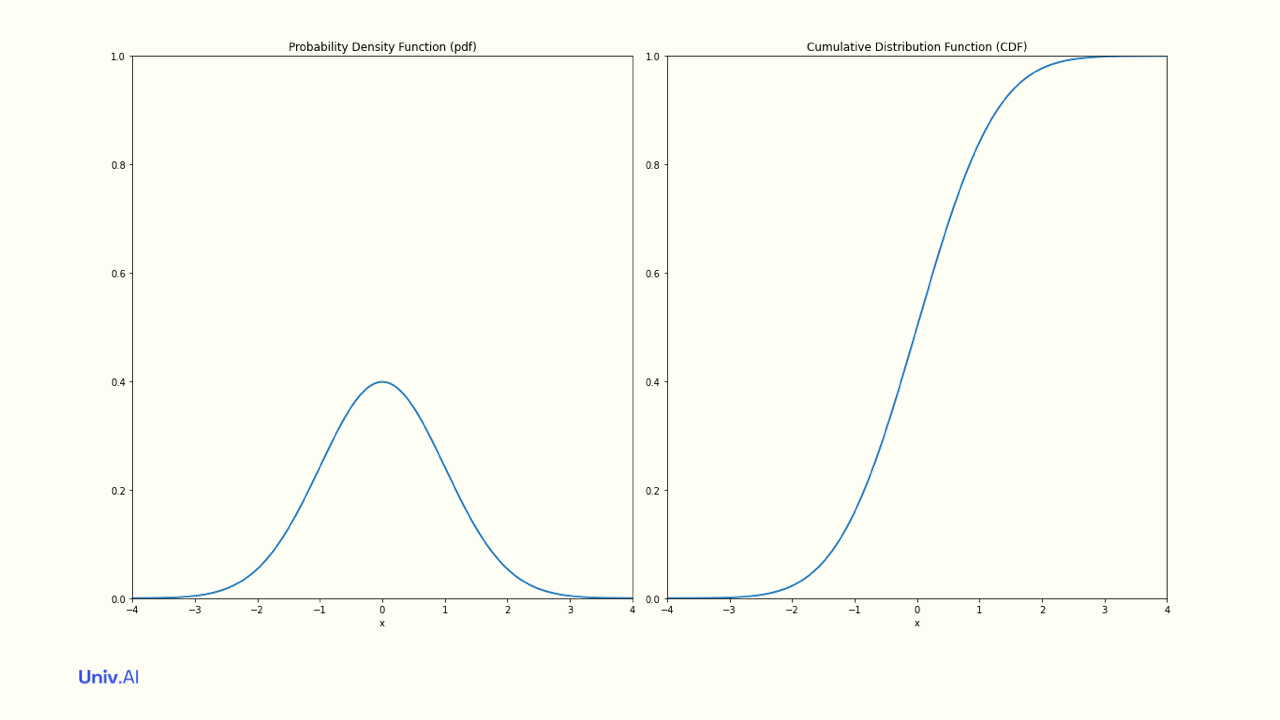 Probability Density Function (pdf)
1.0
0.8
0.6
0.4
0.2
0.0
−4 −3 −2 −1 0 1 2 3 4
x
Cumulative Distribution Function (CDF)
1.0
0.8
0.6
0.4
0.2
0.0
−4 −3 −2 −1 0 1 2 3 4
x
Univ.AI